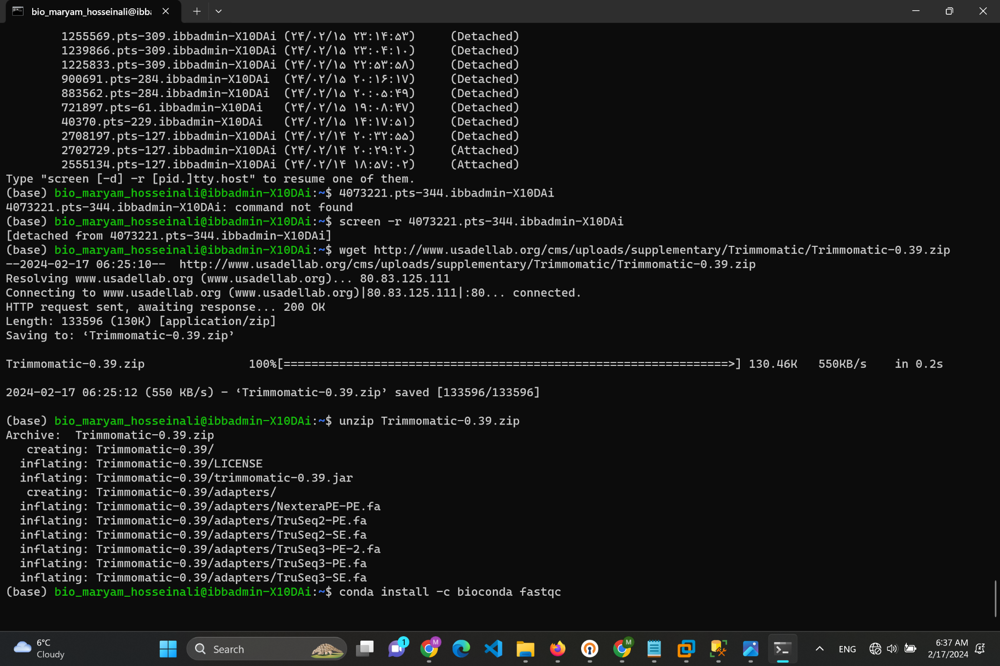 bio_maryam_hosseinali@ibb
1255569.pts-309.ibbadmin-X10DAi (۲۴/۰۲/۱۵ ۲۳:۱۴:۵۳) (Detached)
1239866.pts-309.ibbadmin-X10DAi (۲۴/۰۲/۱۵ ۲۳:۰۴:۱۰) (Detached)
1225833.pts-309.ibbadmin-X10DAi (۲۴/۰۲/۱۵ ۲۲:۵۳:۵۸) (Detached)
900691.pts-284.ibbadmin-X10DAi (۲۴/۰۲/۱۵ ۲۰:۱۶:۱۷) (Detached)
883562.pts-284.ibbadmin-X10DAi (۲۴/۰۲/۱۵ ۲۰:۰۵:۴۹) (Detached)
721897.pts-61.ibbadmin-X10DAi (۲۴/۰۲/۱۵ ۱۹:۰۸:۴۷) (Detached)
40370.pts-229.ibbadmin-X10DAi (۲۴/۰۲/۱۵ ۱۴:۱۷:۵۱) (Detached)
2708197.pts-127.ibbadmin-X10DAi (۲۴/۰۲/۱۴ ۲۰:۳۲:۵۵) (Detached)
2702729.pts-127.ibbadmin-X10DAi (۲۴/۰۲/۱۴ ۲۰:۲۹:۲۰) (Attached)
2555134.pts-127.ibbadmin-X10DAi (۲۴/۰۲/۱۴ ۱۸:۵۷:۰۲) (Attached)
Type "screen [-d] -r [pid.]tty.host" to resume one of them.
(base) bio_maryam_hosseinali@ibbadmin-X10DAi:~$ 4073221.pts-344.ibbadmin-X10DAi
4073221.pts-344.ibbadmin-X10DAi: command not found
(base) bio_maryam_hosseinali@ibbadmin-X10DAi:~$ screen -r 4073221.pts-344.ibbadmin-X10DAi
[detached from 4073221.pts-344.ibbadmin-X10DAi]
(base) bio_maryam_hosseinali@ibbadmin-X10DAi:~$ wget http://www.usadellab.org/cms/uploads/supplementary/Trimmomatic/Trimmomatic-0.39.zip
--2024-02-17 06:25:10-- http://www.usadellab.org/cms/uploads/supplementary/Trimmomatic/Trimmomatic-0.39.zip
Resolving www.usadellab.org (www.usadellab.org)... 80.83.125.111
Connecting to www.usadellab.org (www.usadellab.org)|80.83.125.111|:80... connected.
HTTP request sent, awaiting response... 200 OK
Length: 133596 (130K) [application/zip]
Saving to: ‘Trimmomatic-0.39.zip’
Trimmomatic-0.39.zip 100%[================================================================>] 130.46K 550KB/s in 0.2s
2024-02-17 06:25:12 (550 KB/s) - ‘Trimmomatic-0.39.zip’ saved [133596/133596]
(base) bio_maryam_hosseinali@ibbadmin-X10DAi:~$ unzip Trimmomatic-0.39.zip
Archive: Trimmomatic-0.39.zip
creating: Trimmomatic-0.39/
inflating: Trimmomatic-0.39/LICENSE
inflating: Trimmomatic-0.39/trimmomatic-0.39.jar
creating: Trimmomatic-0.39/adapters/
inflating: Trimmomatic-0.39/adapters/NexteraPE-PE.fa
inflating: Trimmomatic-0.39/adapters/TruSeq2-PE.fa
inflating: Trimmomatic-0.39/adapters/TruSeq2-SE.fa
inflating: Trimmomatic-0.39/adapters/TruSeq3-PE-2.fa
inflating: Trimmomatic-0.39/adapters/TruSeq3-PE.fa
inflating: Trimmomatic-0.39/adapters/TruSeq3-SE.fa
(base) bio_maryam_hosseinali@ibbadmin-X10DAi:~$ conda install -c bioconda fastqc
6°C
Cloudy
Search
1
M
M
ENG
6:37 AM
2/17/2024